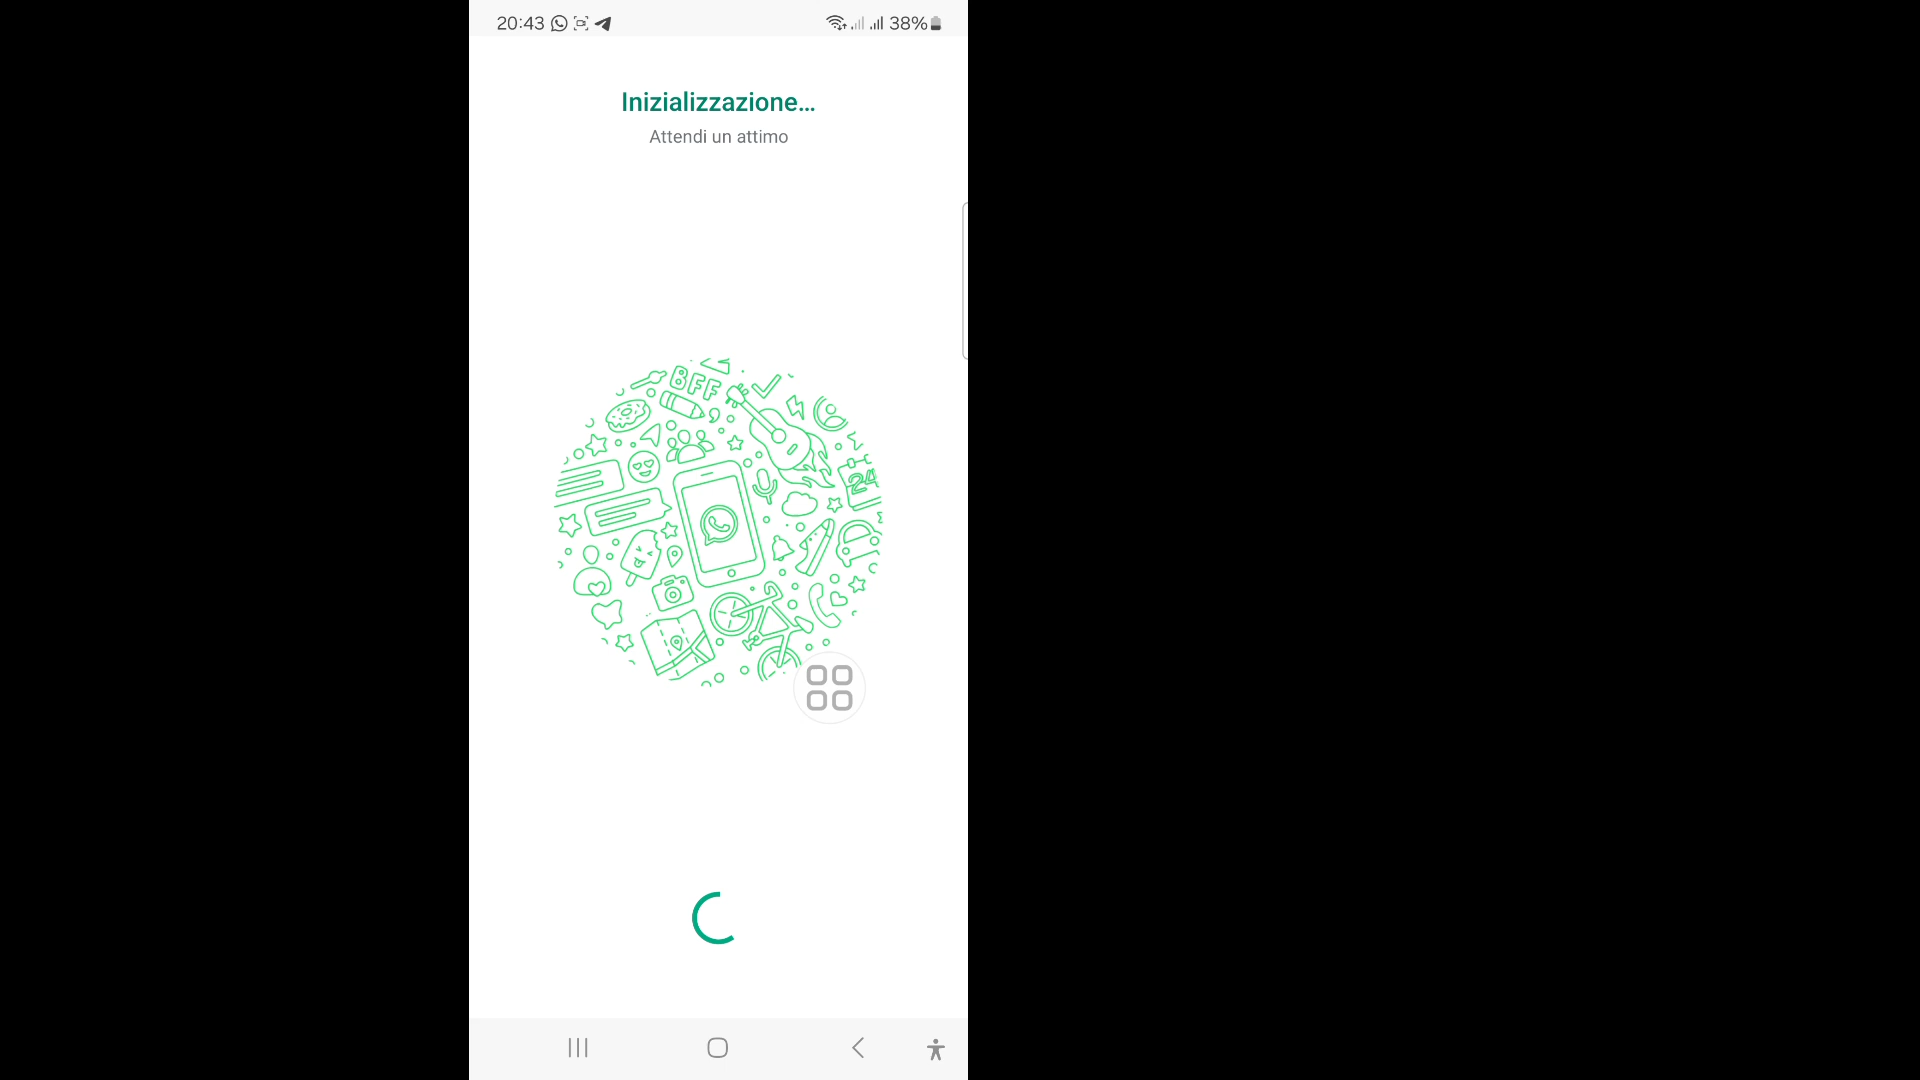 20:43 38%
Inizializzazione...
Attendi un attimo
BFF
24